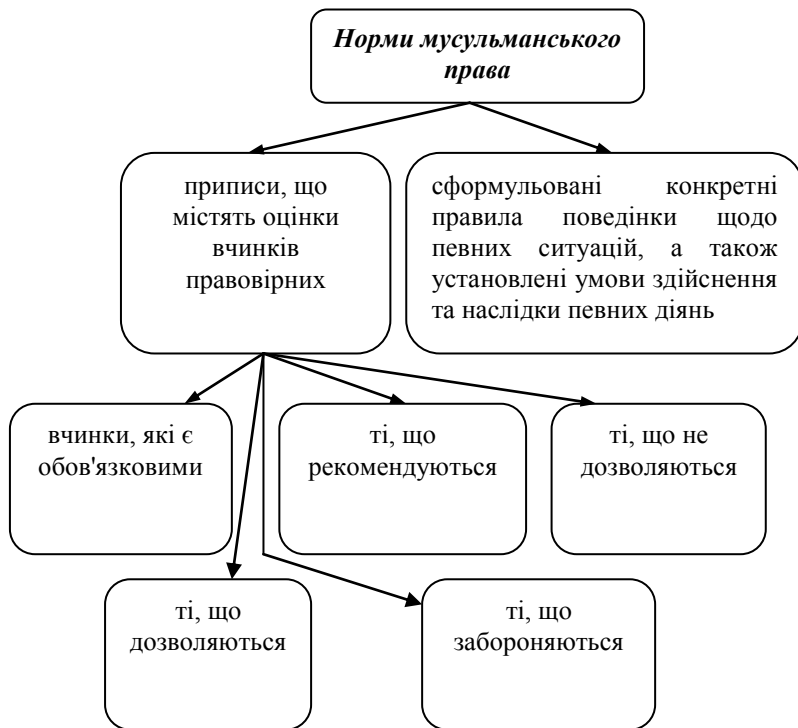 Норми мусульманського
права
приписи, що
містять оцінки
вчинків
правовірних
сформульовані конкретні
правила поведінки щодо
певних ситуацій, а також
установлені умови здійснення
та наслідки певних діянь
вчинки, які є
обов'язковими
ті, що
рекомендуються
ті, що не
дозволяються
ті, що
дозволяються
ті, що
забороняються